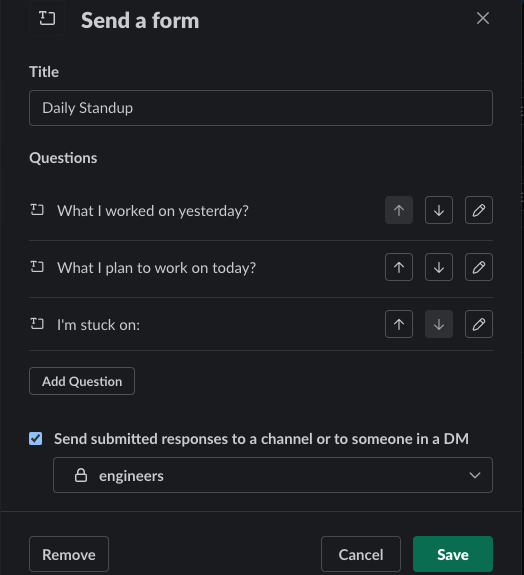 Send a form
Title
Daily Standup
Questions
What I worked on yesterday?
What I plan to work on today?
I'm stuck on:
Add Question
Send submitted responses to a channel or to someone in a DM
engineers
Remove Cancel Save